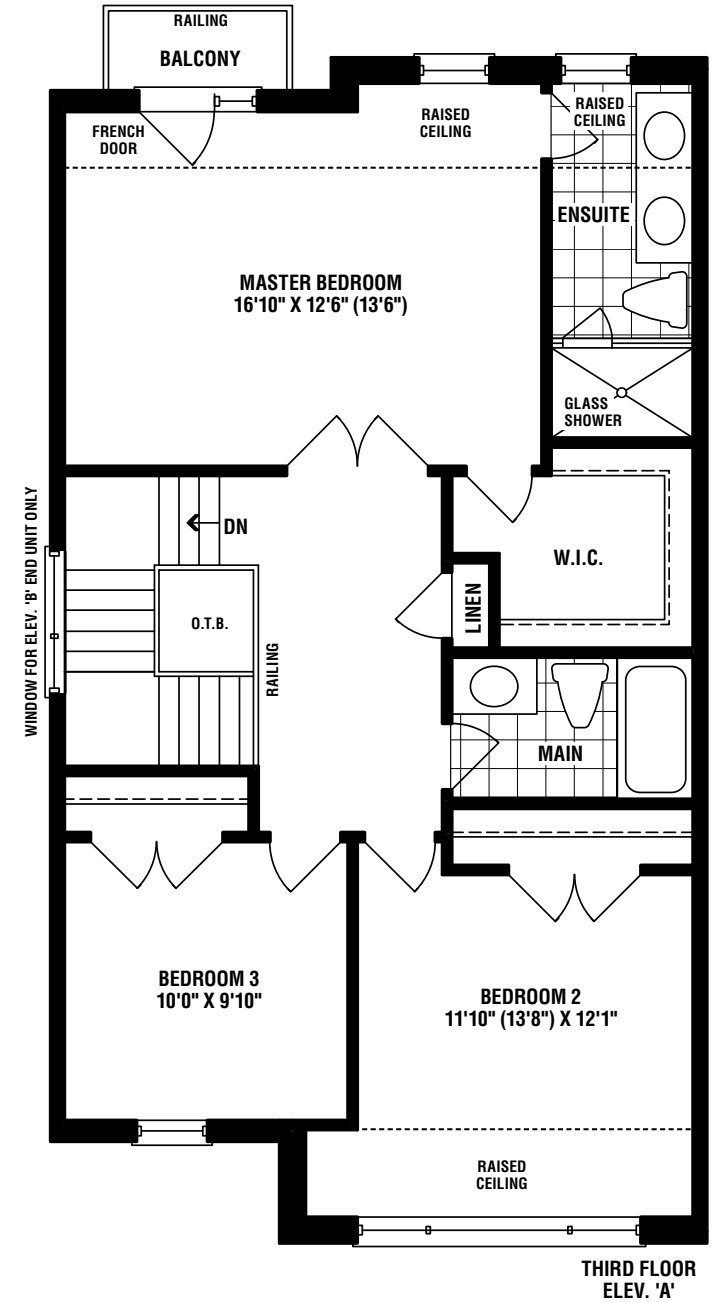 RAILING
BALCONY
FRENCH
DOOR
RAISED
CEILING
RAISED
CEILING
ENSUITE
MASTER BEDROOM
16'10" X 12'6" (13'6")
GLASS
SHOWER
WINDOW FOR ELEV. 'B' END UNIT ONLY
DN
W.I.C.
O.T.B.
LINEN
RAILING
MAIN
BEDROOM 3
10'0" X 9'10"
BEDROOM 2
11'10" (13'8") X 12'1"
RAISED
CEILING
THIRD FLOOR
ELEV. 'A'